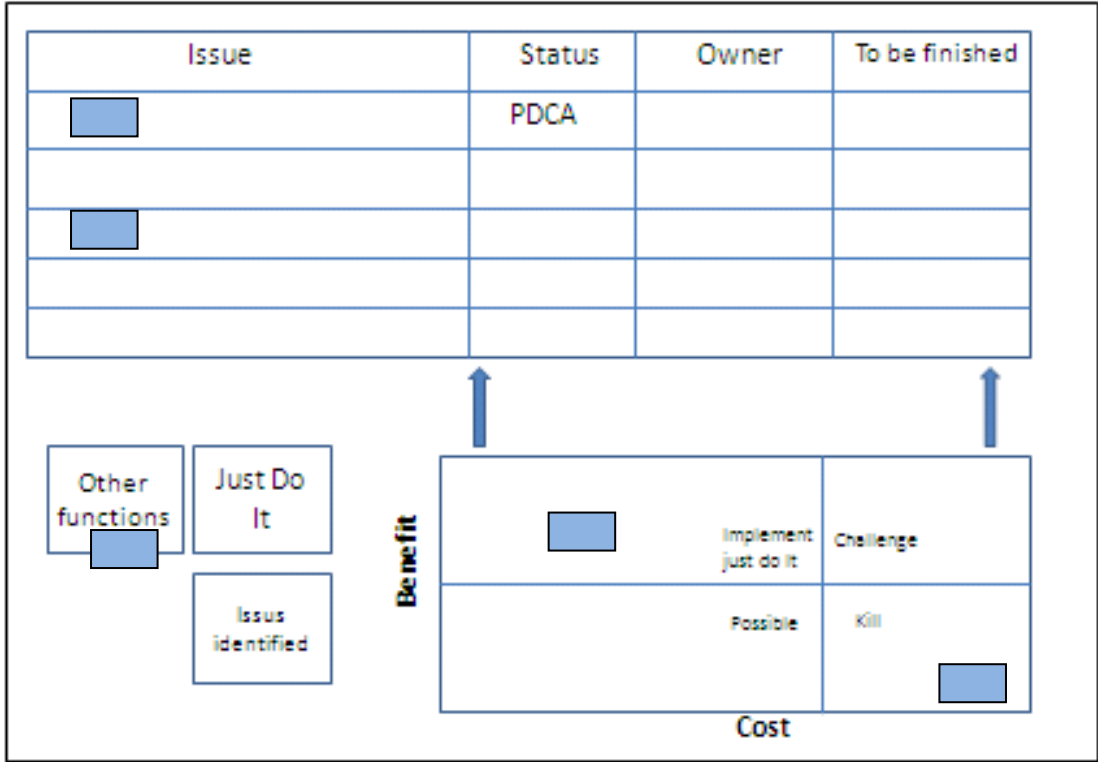 Issue Status Owner To be finished
PDCA
Other
functions
Just Do
It
Issus
identified
Benefit
Implement
just do It
Challenge
Possible
Kill
Cost